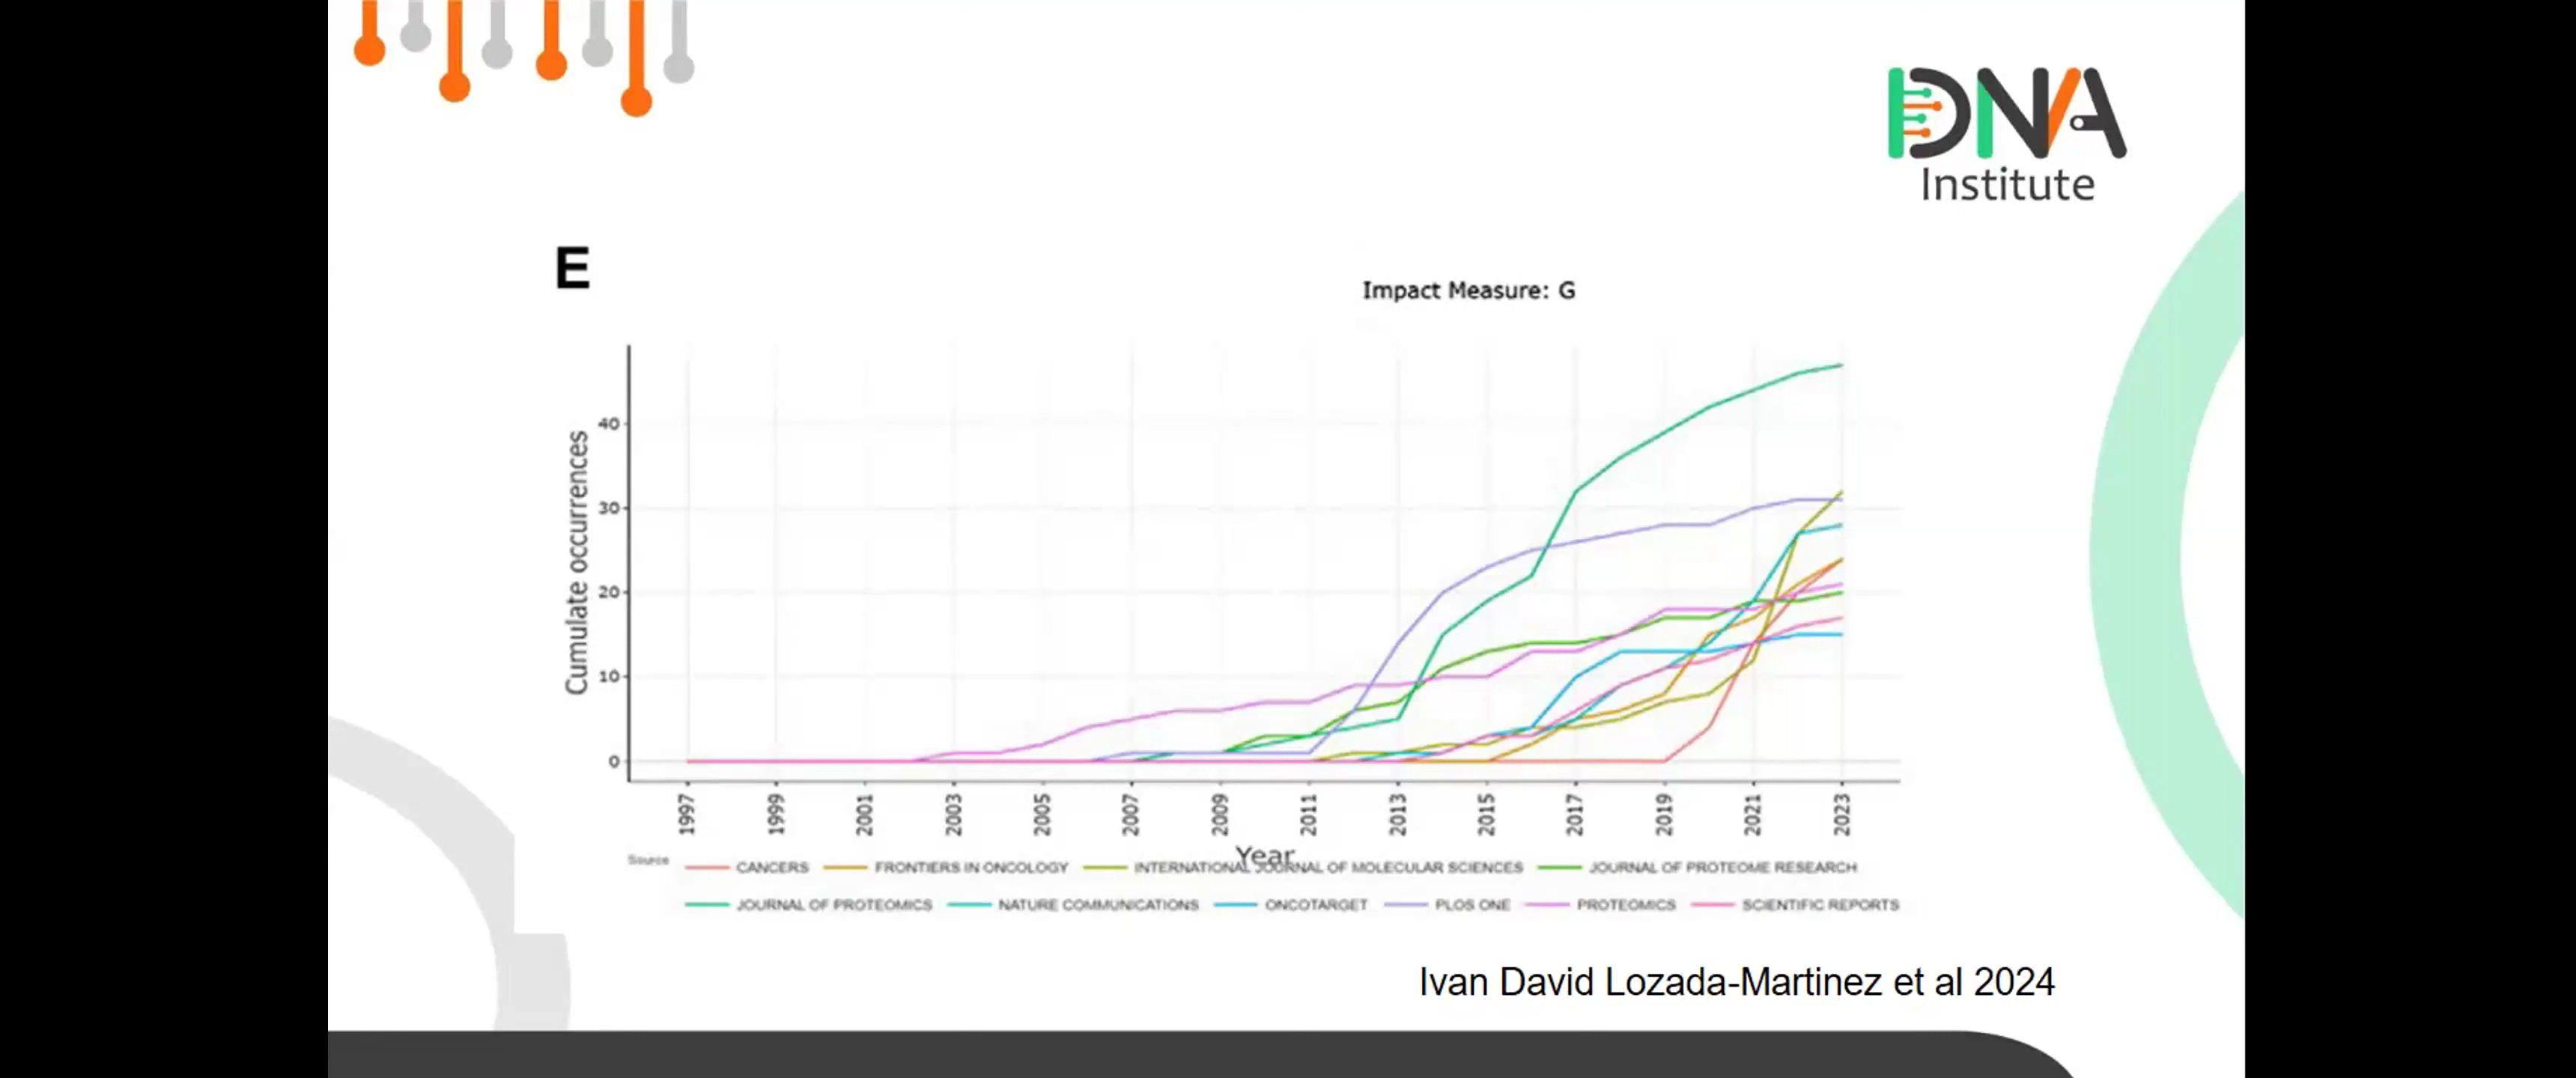 DNA
Institute
E
Impact Measure: G
Cumulate occurrences
40
30
20
10
0
1997
1999
2001
2003
2005
2007
2009
2011
2013
2015
2017
2019
2021
2023
Year
Source
CANCERS FRONTIERS IN ONCOLOGY INTERNATIONAL JOURNAL OF MOLECULAR SCIENCES JOURNAL OF PROTEOME RESEARCH
JOURNAL OF PROTEOMICS NATURE COMMUNICATIONS ONCOTARGET PLOS ONE PROTEOMICS SCIENTIFIC REPORTS
Ivan David Lozada-Martinez et al 2024